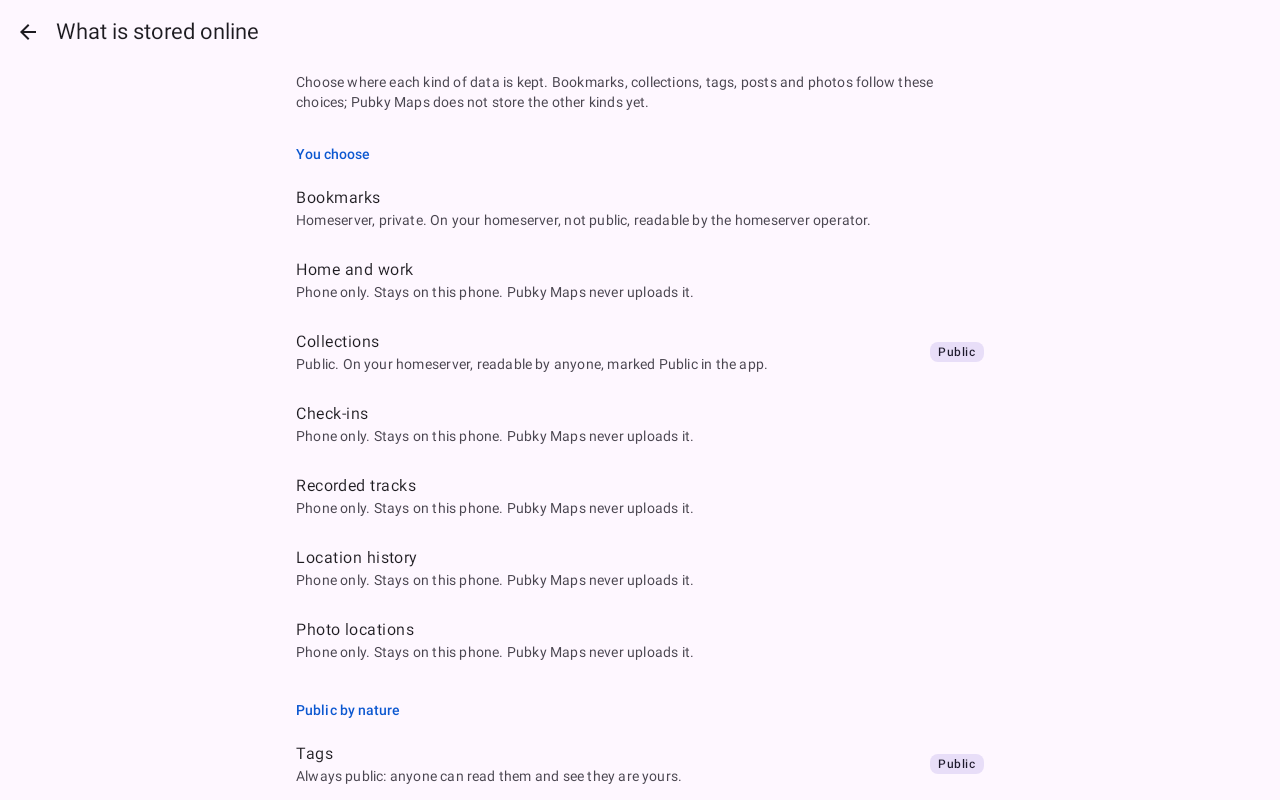 What is stored online
Choose where each kind of data is kept. Bookmarks, collections, tags, posts and photos follow these
choices; Pubky Maps does not store the other kinds yet.
You choose
Bookmarks
Homeserver, private. On your homeserver, not public, readable by the homeserver operator.
Home and work
Phone only. Stays on this phone. Pubky Maps never uploads it.
Collections
Public. On your homeserver, readable by anyone, marked Public in the app.
Public
Check-ins
Phone only. Stays on this phone. Pubky Maps never uploads it.
Recorded tracks
Phone only. Stays on this phone. Pubky Maps never uploads it.
Location history
Phone only. Stays on this phone. Pubky Maps never uploads it.
Photo locations
Phone only. Stays on this phone. Pubky Maps never uploads it.
Public by nature
Tags
Always public: anyone can read them and see they are yours.
Public